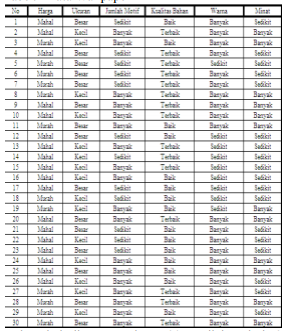 No Harga Ukuran Jumlah Motif Kualitas Bahan Warna Minat
1 Mahal Besar Sedikit Baik Banyak Sedikit
2 Mahal Kecil Banyak Terbaik Banyak Banyak
3 Murah Kecil Banyak Baik Banyak Sedikit
4 Mahal Besar Sedikit Terbaik Banyak Sedikit
5 Murah Besar Sedikit Terbaik Sedikit Sedikit
6 Murah Besar Sedikit Terbaik Banyak Sedikit
7 Murah Besar Sedikit Terbaik Banyak Sedikit
8 Murah Kecil Banyak Terbaik Banyak Banyak
9 Mahal Besar Banyak Terbaik Banyak Banyak
10 Mahal Kecil Banyak Terbaik Banyak Banyak
11 Murah Besar Banyak Baik Banyak Banyak
12 Mahal Besar Sedikit Baik Sedikit Sedikit
13 Mahal Kecil Sedikit Terbaik Banyak Sedikit
14 Mahal Kecil Sedikit Terbaik Banyak Sedikit
15 Murah Kecil Sedikit Terbaik Sedikit Sedikit
16 Mahal Kecil Banyak Baik Sedikit Sedikit
17 Mahal Besar Sedikit Baik Sedikit Sedikit
18 Murah Kecil Sedikit Baik Sedikit Sedikit
19 Murah Kecil Banyak Baik Sedikit Banyak
20 Mahal Besar Banyak Terbaik Banyak Banyak
21 Mahal Besar Sedikit Baik Banyak Sedikit
22 Mahal Kecil Sedikit Baik Banyak Sedikit
23 Mahal Besar Sedikit Baik Banyak Sedikit
24 Mahal Kecil Banyak Baik Banyak Banyak
25 Mahal Besar Banyak Baik Banyak Banyak
26 Mahal Kecil Banyak Baik Banyak Sedikit
27 Murah Kecil Banyak Terbaik Banyak Sedikit
28 Murah Besar Banyak Terbaik Banyak Banyak
29 Murah Kecil Banyak Baik Banyak Sedikit
30 Murah Besar Banyak Terbaik Banyak Banyak